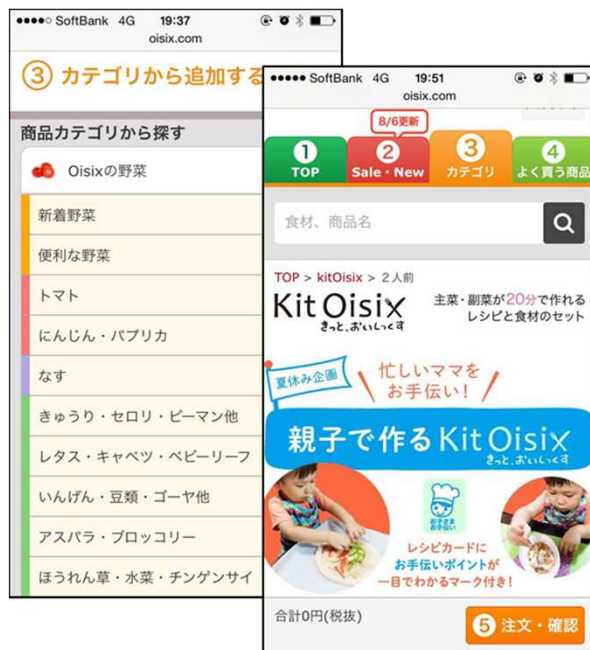 ●●●●○ SoftBank 4G 19:37
oisix.com
③ カテゴリから追加する
商品カテゴリから探す
Oisixの野菜
新着野菜
便利な野菜
トマト
にんじん・パプリカ
なす
きゅうり・セロリ・ピーマン他
レタス・キャベツ・ベビーリーフ
いんげん・豆類・ゴーヤ他
アスパラ・ブロッコリー
ほうれん草・水菜・チンゲンサイ
●●●●● SoftBank 4G 19:51
oisix.com
8/6更新
1 TOP
2 Sale・New
3 カテゴリ
4 よく買う商品
食材、商品名
TOP > kitOisix > 2人前
Kit Oisix
きっと、おいしっくす
主菜・副菜が20分で作れる
レシピと食材のセット
夏休み企画
忙しいママを
お手伝い!
親子で作る Kit Oisix
きっと、おいしっくす
お子さま
お手伝い
レシピカードに
お手伝いポイントが
一目でわかるマーク付き!
合計0円(税抜)
5 注文・確認